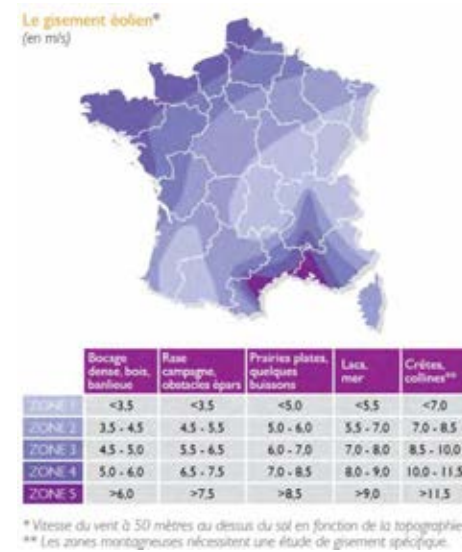 Le gisement éolien*
(en m/s)
Bocage dense, bois, banlieue
Rase campagne, obstacles épars
Prairies plates, quelques buissons
Lacs, mer
Crêtes, collines**
ZONE 1 <3,5 <3,5 <5.0 <5.5 <7,0
ZONE 2 3.5 - 4.5 4.5 - 5.5 5.0 - 6.0 5.5 - 7.0 7.0 - 8.5
ZONE 3 4.5 - 5.0 5.5 - 6.5 6.0 - 7.0 7.0 - 8.0 8.5 - 10,0
ZONE 4 5.0 - 6.0 6.5 - 7.5 7.0 - 8.5 8.0 - 9.0 10.0 - 11.5
ZONE 5 >6,0 >7,5 >8,5 >9,0 >11,5
* Vitesse du vent à 50 mètres au dessus du sol en fonction de la topographie
** Les zones montagneuses nécessitent une étude de gisement spécifique.